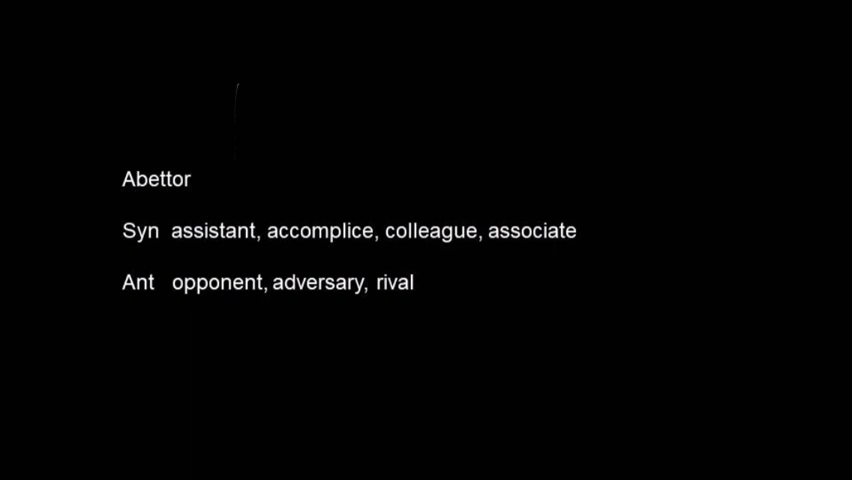 Abettor
Syn assistant, accomplice, colleague, associate
Ant opponent, adversary, rival